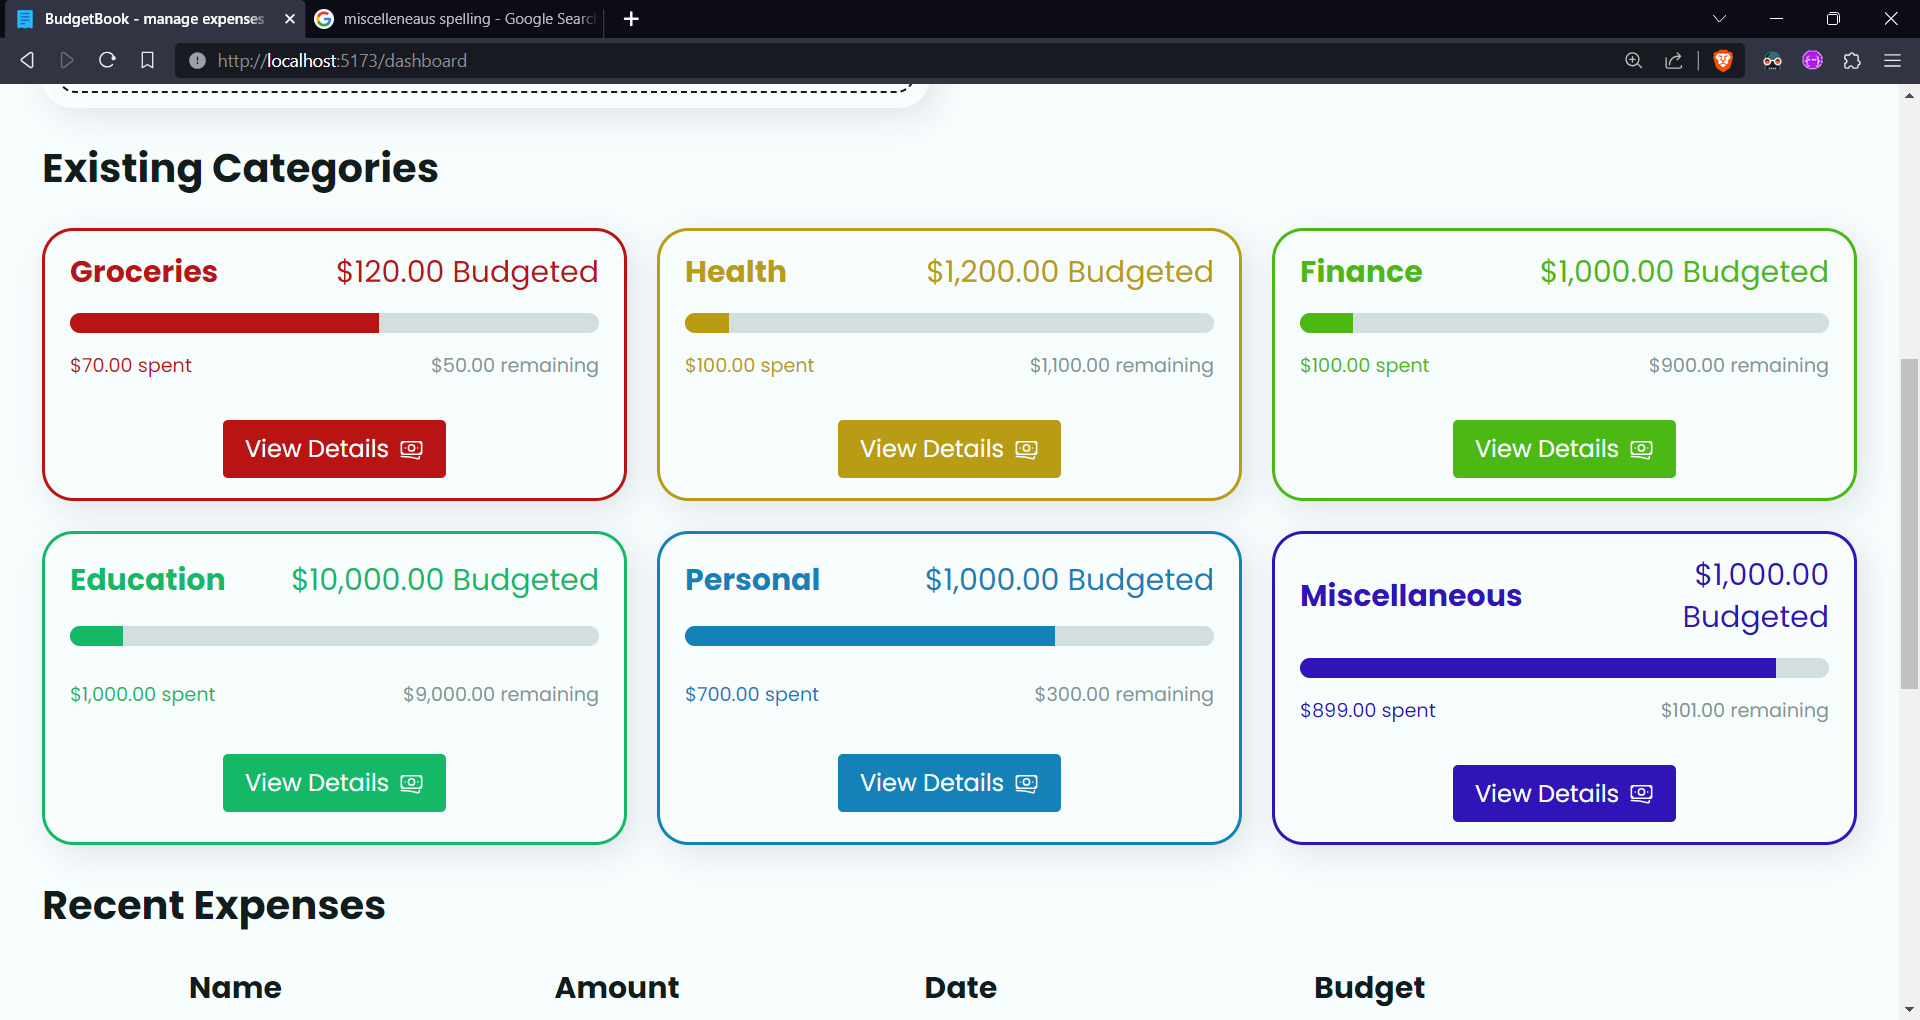 BudgetBook - manage expenses
miscelleneaus spelling - Google Search
http://localhost:5173/dashboard
Existing Categories
Groceries $120.00 Budgeted
$70.00 spent $50.00 remaining
View Details
Health $1,200.00 Budgeted
$100.00 spent $1,100.00 remaining
View Details
Finance $1,000.00 Budgeted
$100.00 spent $900.00 remaining
View Details
Education $10,000.00 Budgeted
$1,000.00 spent $9,000.00 remaining
View Details
Personal $1,000.00 Budgeted
$700.00 spent $300.00 remaining
View Details
Miscellaneous $1,000.00
Budgeted
$899.00 spent $101.00 remaining
View Details
Recent Expenses
Name Amount Date Budget